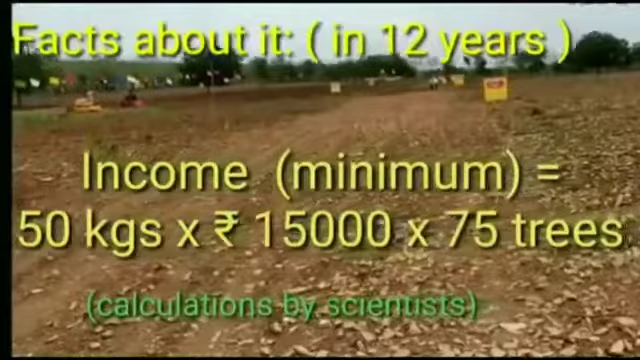 Facts about it: ( in 12 years )
Income (minimum) =
50 kgs x ₹ 15000 x 75 trees
(calculations by scientists)